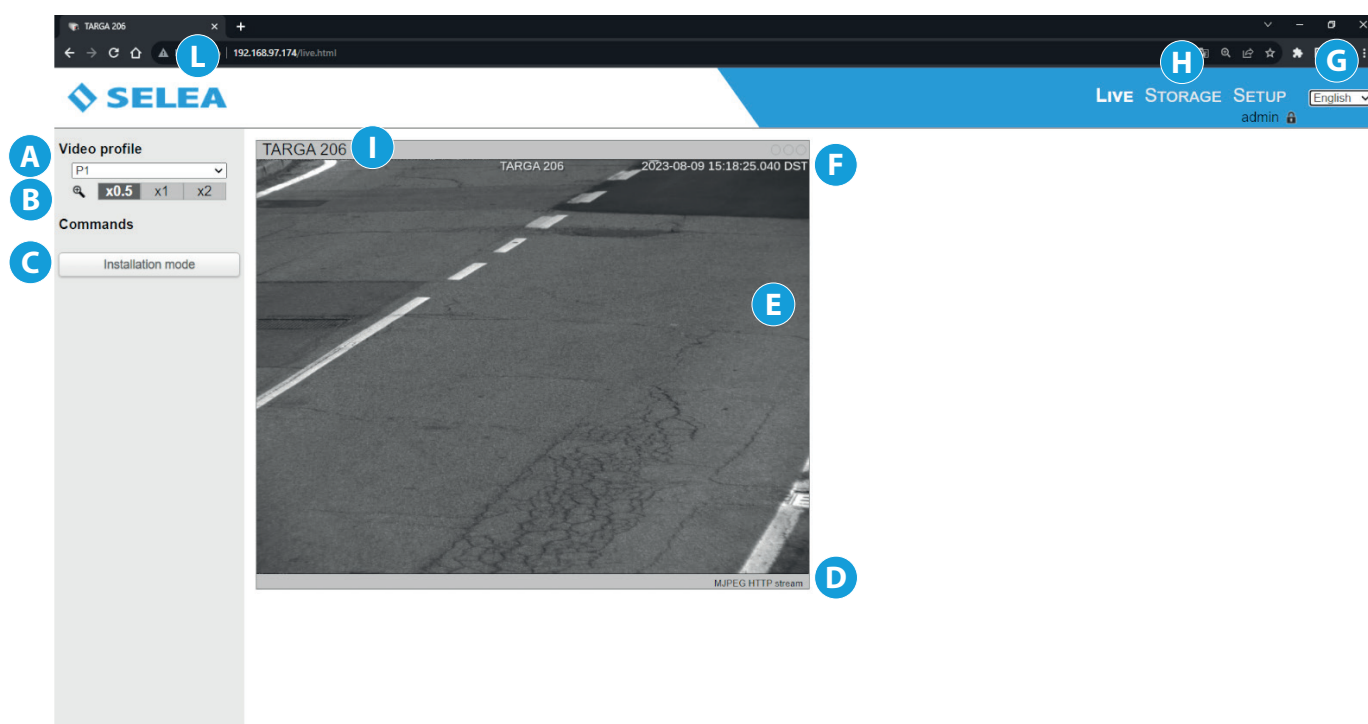 TARGA 206
L
192.168.97.174/live.html
H
G
SELEA
LIVE STORAGE SETUP
English
admin
A
Video profile
P1
B
x0.5 x1 x2
Commands
C
Installation mode
TARGA 206
I
F
TARGA 206
2023-08-09 15:18:25.040 DST
E
MJPEG HTTP stream
D